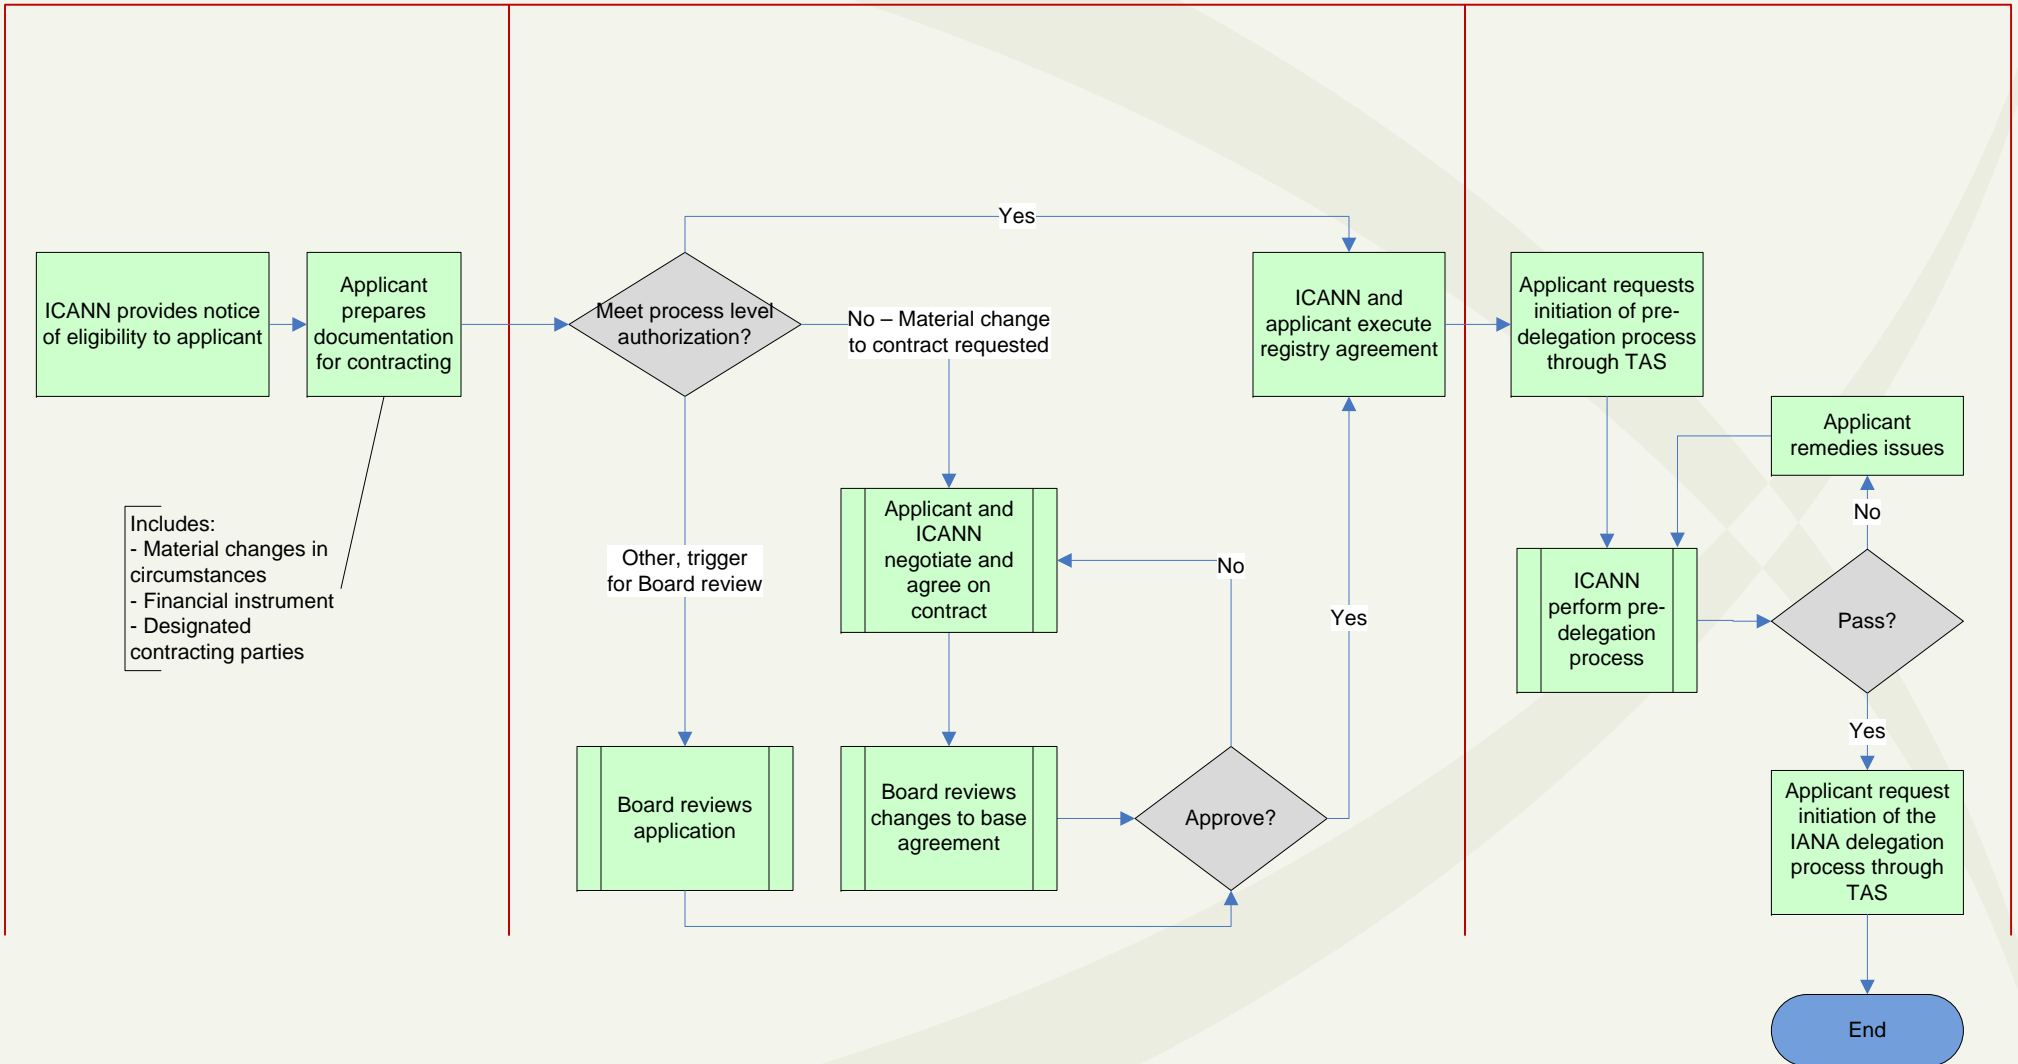 ICANN provides notice
of eligibility to applicant
Applicant
prepares
documentation
for contracting
Includes:
- Material changes in
circumstances
- Financial instrument
- Designated
contracting parties
Meet process level
authorization?
Yes
No – Material change
to contract requested
Other, trigger
for Board review
Applicant and
ICANN
negotiate and
agree on
contract
Board reviews
application
Board reviews
changes to base
agreement
Approve?
No
Yes
ICANN and
applicant execute
registry agreement
Applicant requests
initiation of pre-
delegation process
through TAS
ICANN
perform pre-
delegation
process
Applicant
remedies issues
No
Pass?
Yes
Applicant request
initiation of the
IANA delegation
process through
TAS
End